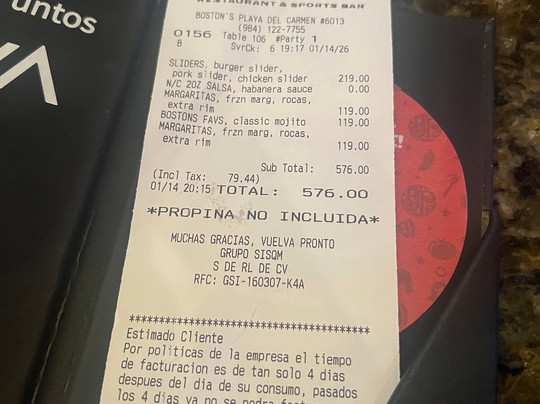 untos
RESTAURANT & SPORTS BAR
BOSTON'S PLAYA DEL CARMEN #6013
(984) 122-7755
0156 Table 106 #Party 1
B SvrCk: 6 19:17 01/14/26
SLIDERS, burger slider,
pork slider, chicken slider 219.00
N/C 2OZ SALSA, habanera sauce 0.00
MARGARITAS, frzn marg, rocas,
extra rim 119.00
BOSTONS FAVS, classic mojito 119.00
MARGARITAS, frzn marg, rocas,
extra rim 119.00
Sub Total: 576.00
(Incl Tax: 79.44)
01/14 20:15 TOTAL: 576.00
*PROPINA NO INCLUIDA*
MUCHAS GRACIAS, VUELVA PRONTO
GRUPO SISQM
S DE RL DE CV
RFC: GSI-160307-K4A
****************************************
Estimado Cliente
Por politicas de la empresa el tiempo
de facturacion es de tan solo 4 dias
despues del dia de su consumo, pasados
los 4 dias ya no se podra